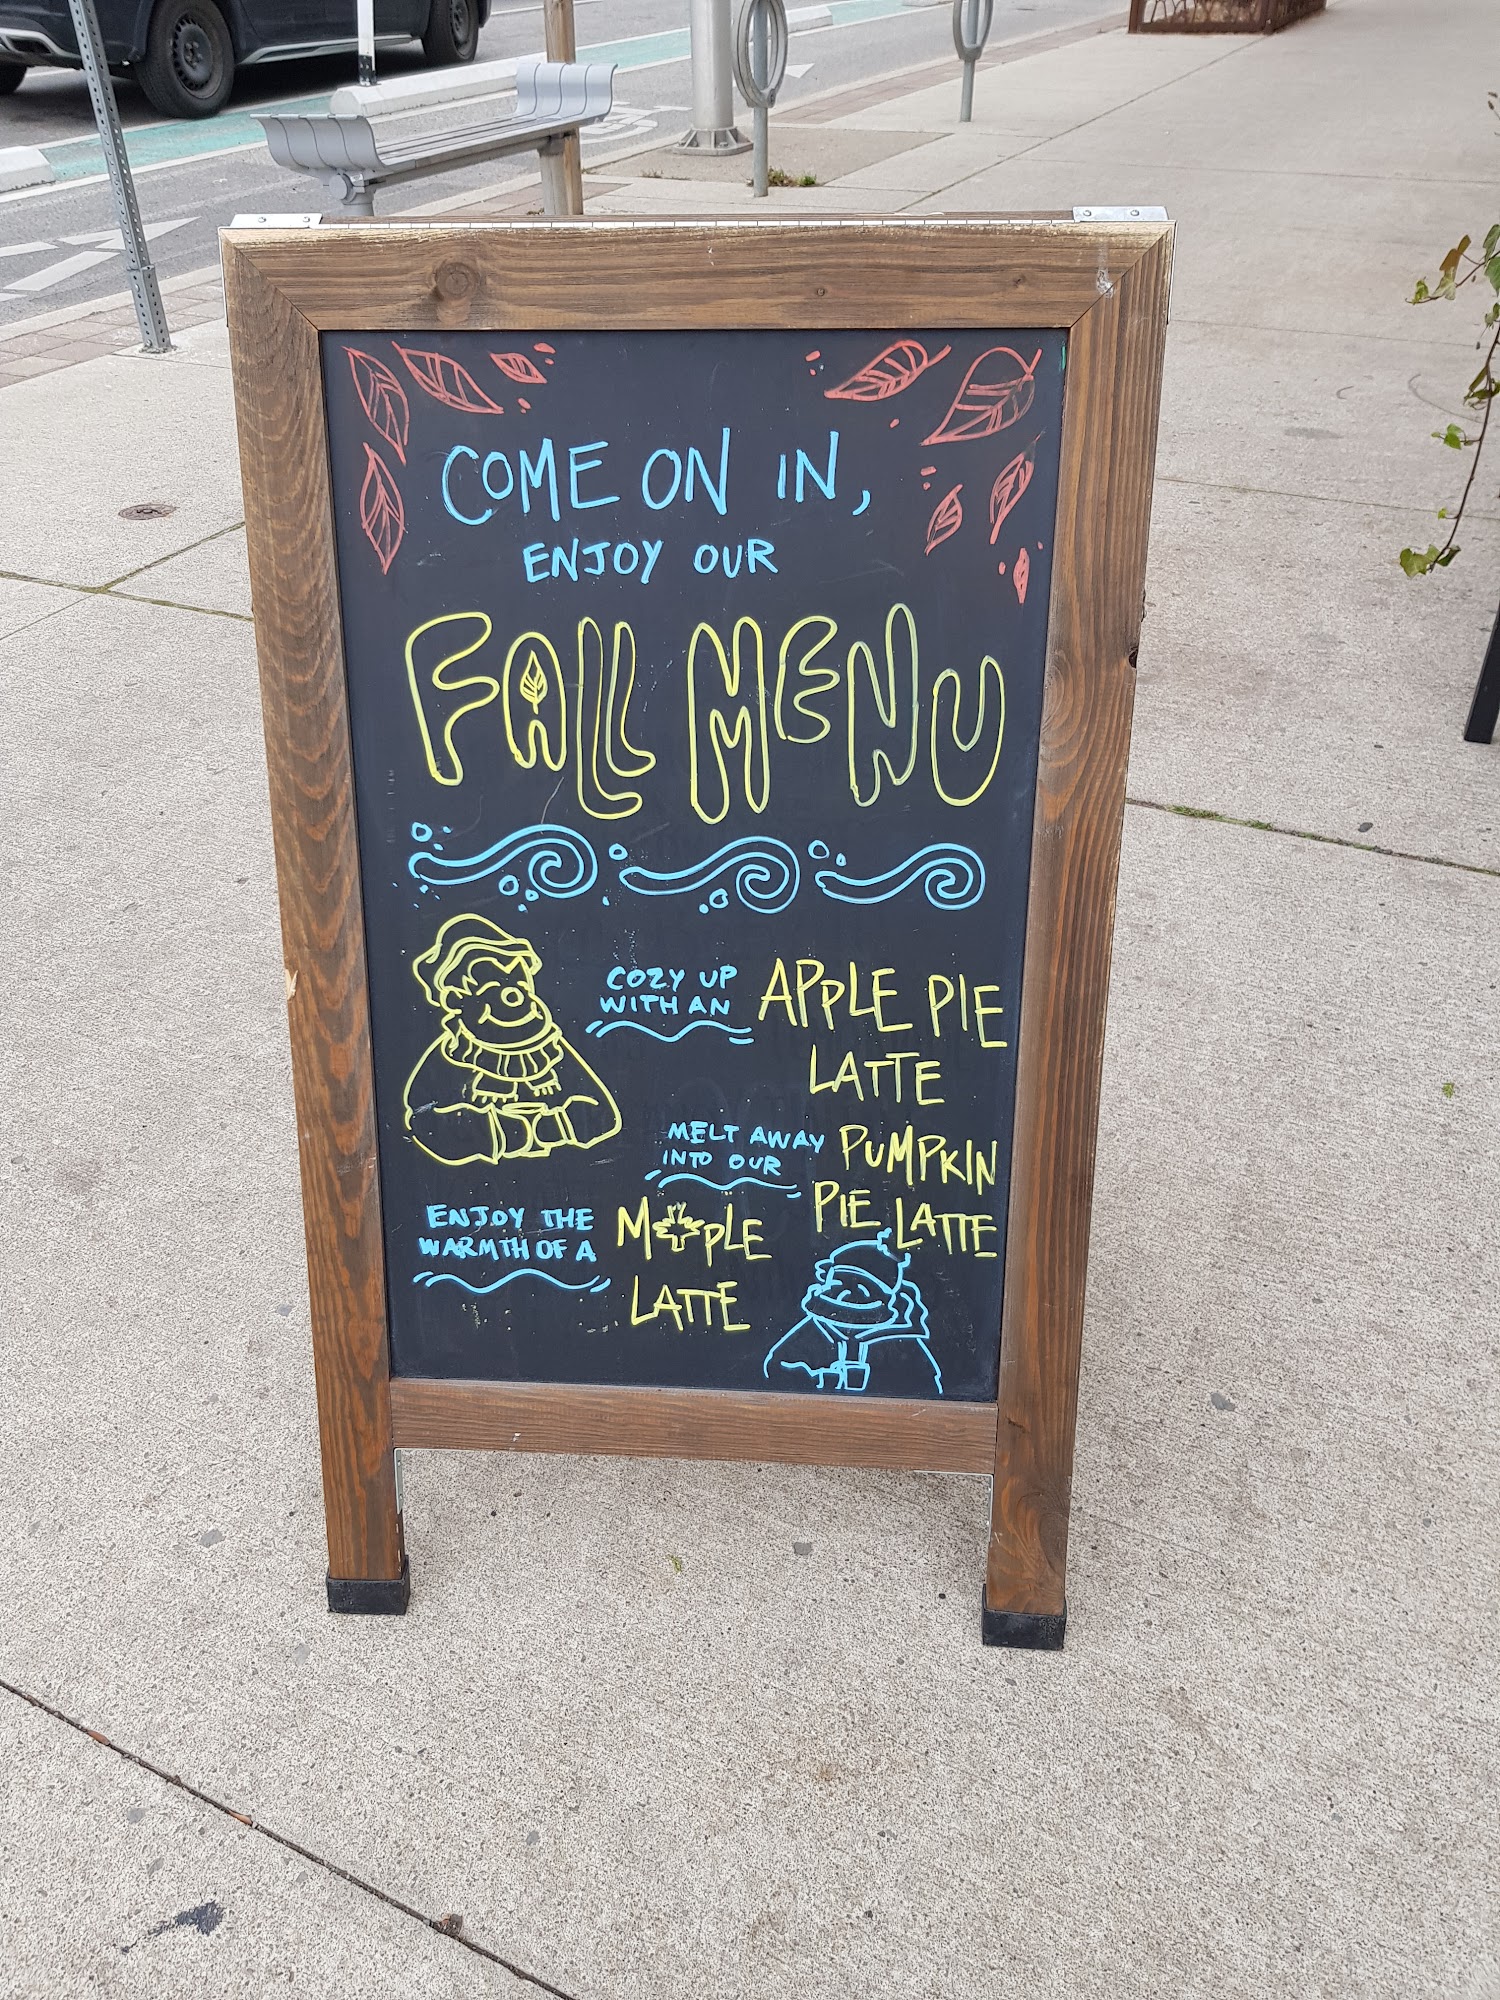 COME ON IN,
ENJOY OUR
FALL MENU
COZY UP
WITH AN
APPLE PIE
LATTE
MELT AWAY
INTO OUR
PUMPKIN
PIE LATTE
ENJOY THE
WARMTH OF A
MAPLE
LATTE